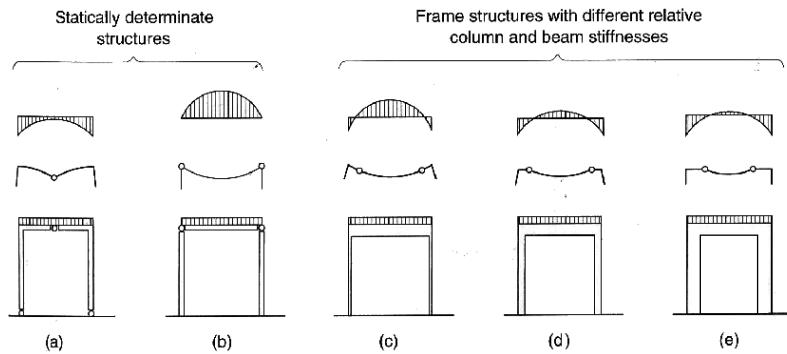 Statically determinate
structures
Frame structures with different relative
column and beam stiffnesses
(a)
(b)
(c)
(d)
(e)